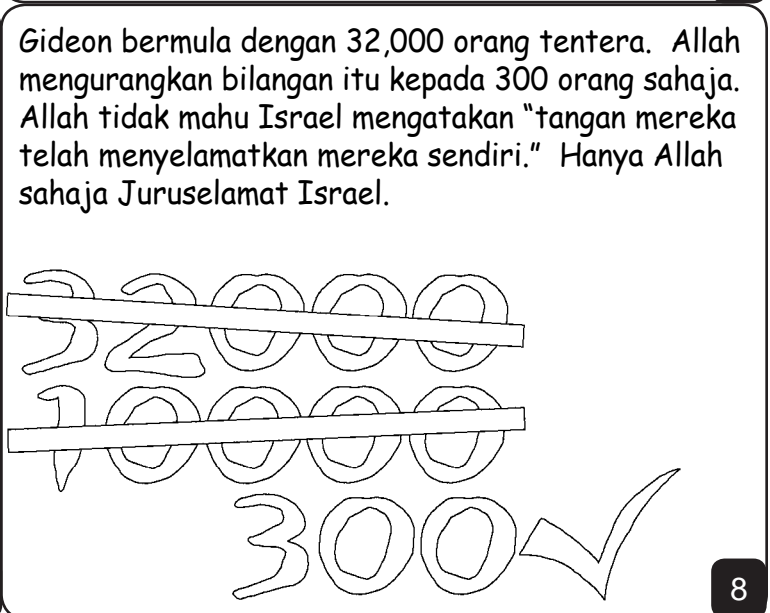 Gideon bermula dengan 32,000 orang tentera. Allah
mengurangkan bilangan itu kepada 300 orang sahaja.
Allah tidak mahu Israel mengatakan “tangan mereka
telah menyelamatkan mereka sendiri.” Hanya Allah
sahaja Juruselamat Israel.
32000
10000
300
8